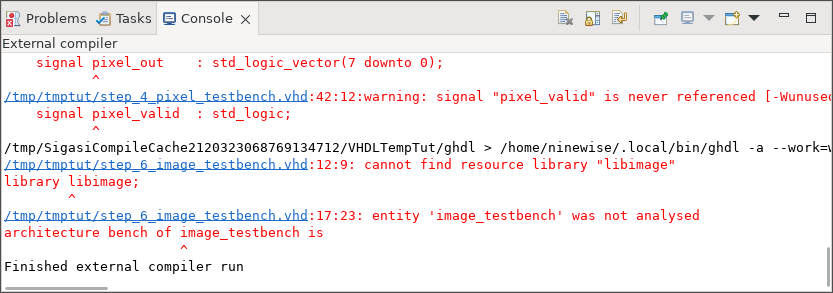 Problems Tasks Console
External compiler
signal pixel_out : std_logic_vector(7 downto 0);
^
/tmp/tmptut/step_4_pixel_testbench.vhd:42:12:warning: signal "pixel_valid" is never referenced [-Wunused
signal pixel_valid : std_logic;
^
/tmp/SigasiCompileCache2120323068769134712/VHDLTempTut/ghdl > /home/ninewise/.local/bin/ghdl -a --work=w
/tmp/tmptut/step_6_image_testbench.vhd:12:9: cannot find resource library "libimage"
library libimage;
^
/tmp/tmptut/step_6_image_testbench.vhd:17:23: entity 'image_testbench' was not analysed
architecture bench of image_testbench is
^
Finished external compiler run